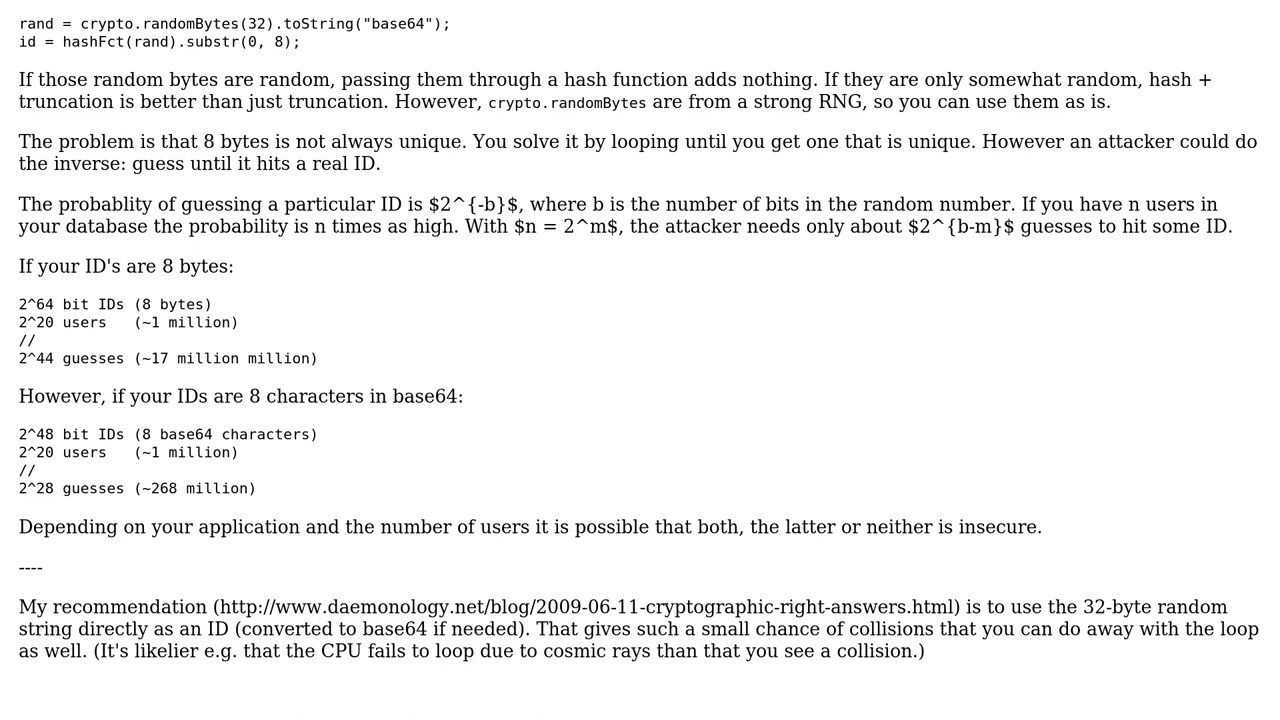 rand = crypto.randomBytes(32).toString("base64");
id = hashFct(rand).substr(0, 8);
If those random bytes are random, passing them through a hash function adds nothing. If they are only somewhat random, hash +
truncation is better than just truncation. However, crypto.randomBytes are from a strong RNG, so you can use them as is.
The problem is that 8 bytes is not always unique. You solve it by looping until you get one that is unique. However an attacker could do
the inverse: guess until it hits a real ID.
The probablity of guessing a particular ID is $2^{-b}$, where b is the number of bits in the random number. If you have n users in
your database the probability is n times as high. With $n = 2^m$, the attacker needs only about $2^{b-m}$ guesses to hit some ID.
If your ID's are 8 bytes:
2^64 bit IDs (8 bytes)
2^20 users   (~1 million)
//
2^44 guesses (~17 million million)
However, if your IDs are 8 characters in base64:
2^48 bit IDs (8 base64 characters)
2^20 users   (~1 million)
//
2^28 guesses (~268 million)
Depending on your application and the number of users it is possible that both, the latter or neither is insecure.
----
My recommendation (http://www.daemonology.net/blog/2009-06-11-cryptographic-right-answers.html) is to use the 32-byte random
string directly as an ID (converted to base64 if needed). That gives such a small chance of collisions that you can do away with the loop
as well. (It's likelier e.g. that the CPU fails to loop due to cosmic rays than that you see a collision.)